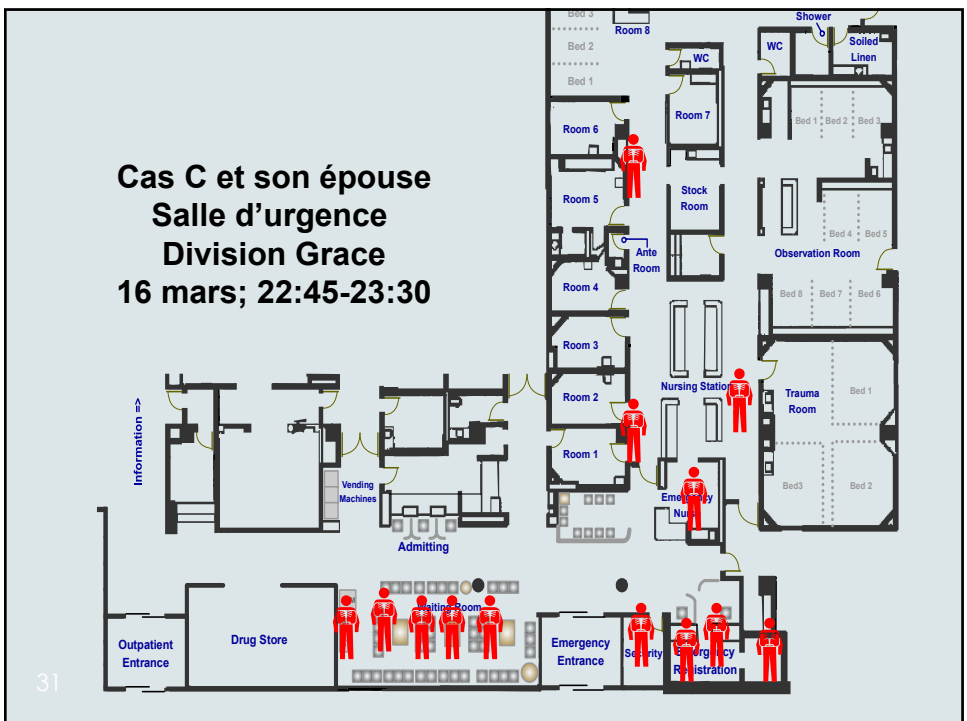 Cas C et son épouse
Salle d'urgence
Division Grace
16 mars; 22:45-23:30
Bed 3
Bed 2
Bed 1
Room 8
WC
Room 7
Room 6
Room 5
Stock
Room
Ante
Room
Room 4
Room 3
Room 2
Room 1
Shower
WC
Soiled
Linen
Bed 1
Bed 2
Bed 3
Bed 4
Bed 5
Observation Room
Bed 8
Bed 7
Bed 6
Nursing Station
Trauma
Room
Bed 1
Bed3
Bed 2
Information =>
Vending
Machines
Admitting
Emergency
Waiting Room
Outpatient
Entrance
Drug Store
Emergency
Entrance
Security
Emergency
Registration
31